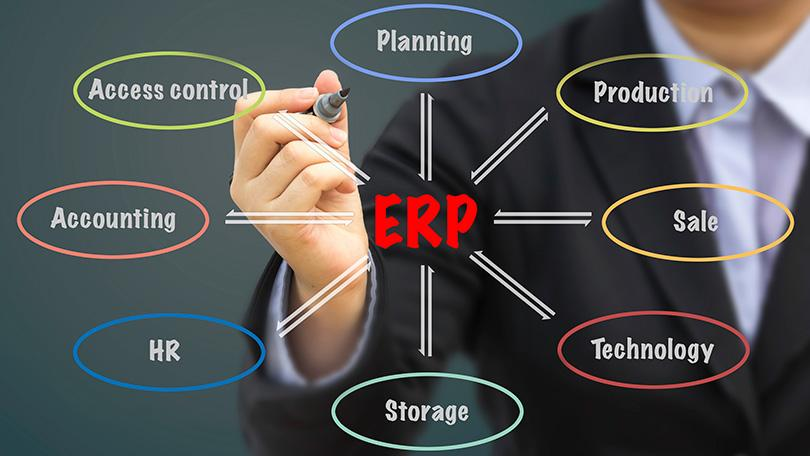 Planning
Access control
Production
Accounting
ERP
Sale
HR
Technology
Storage